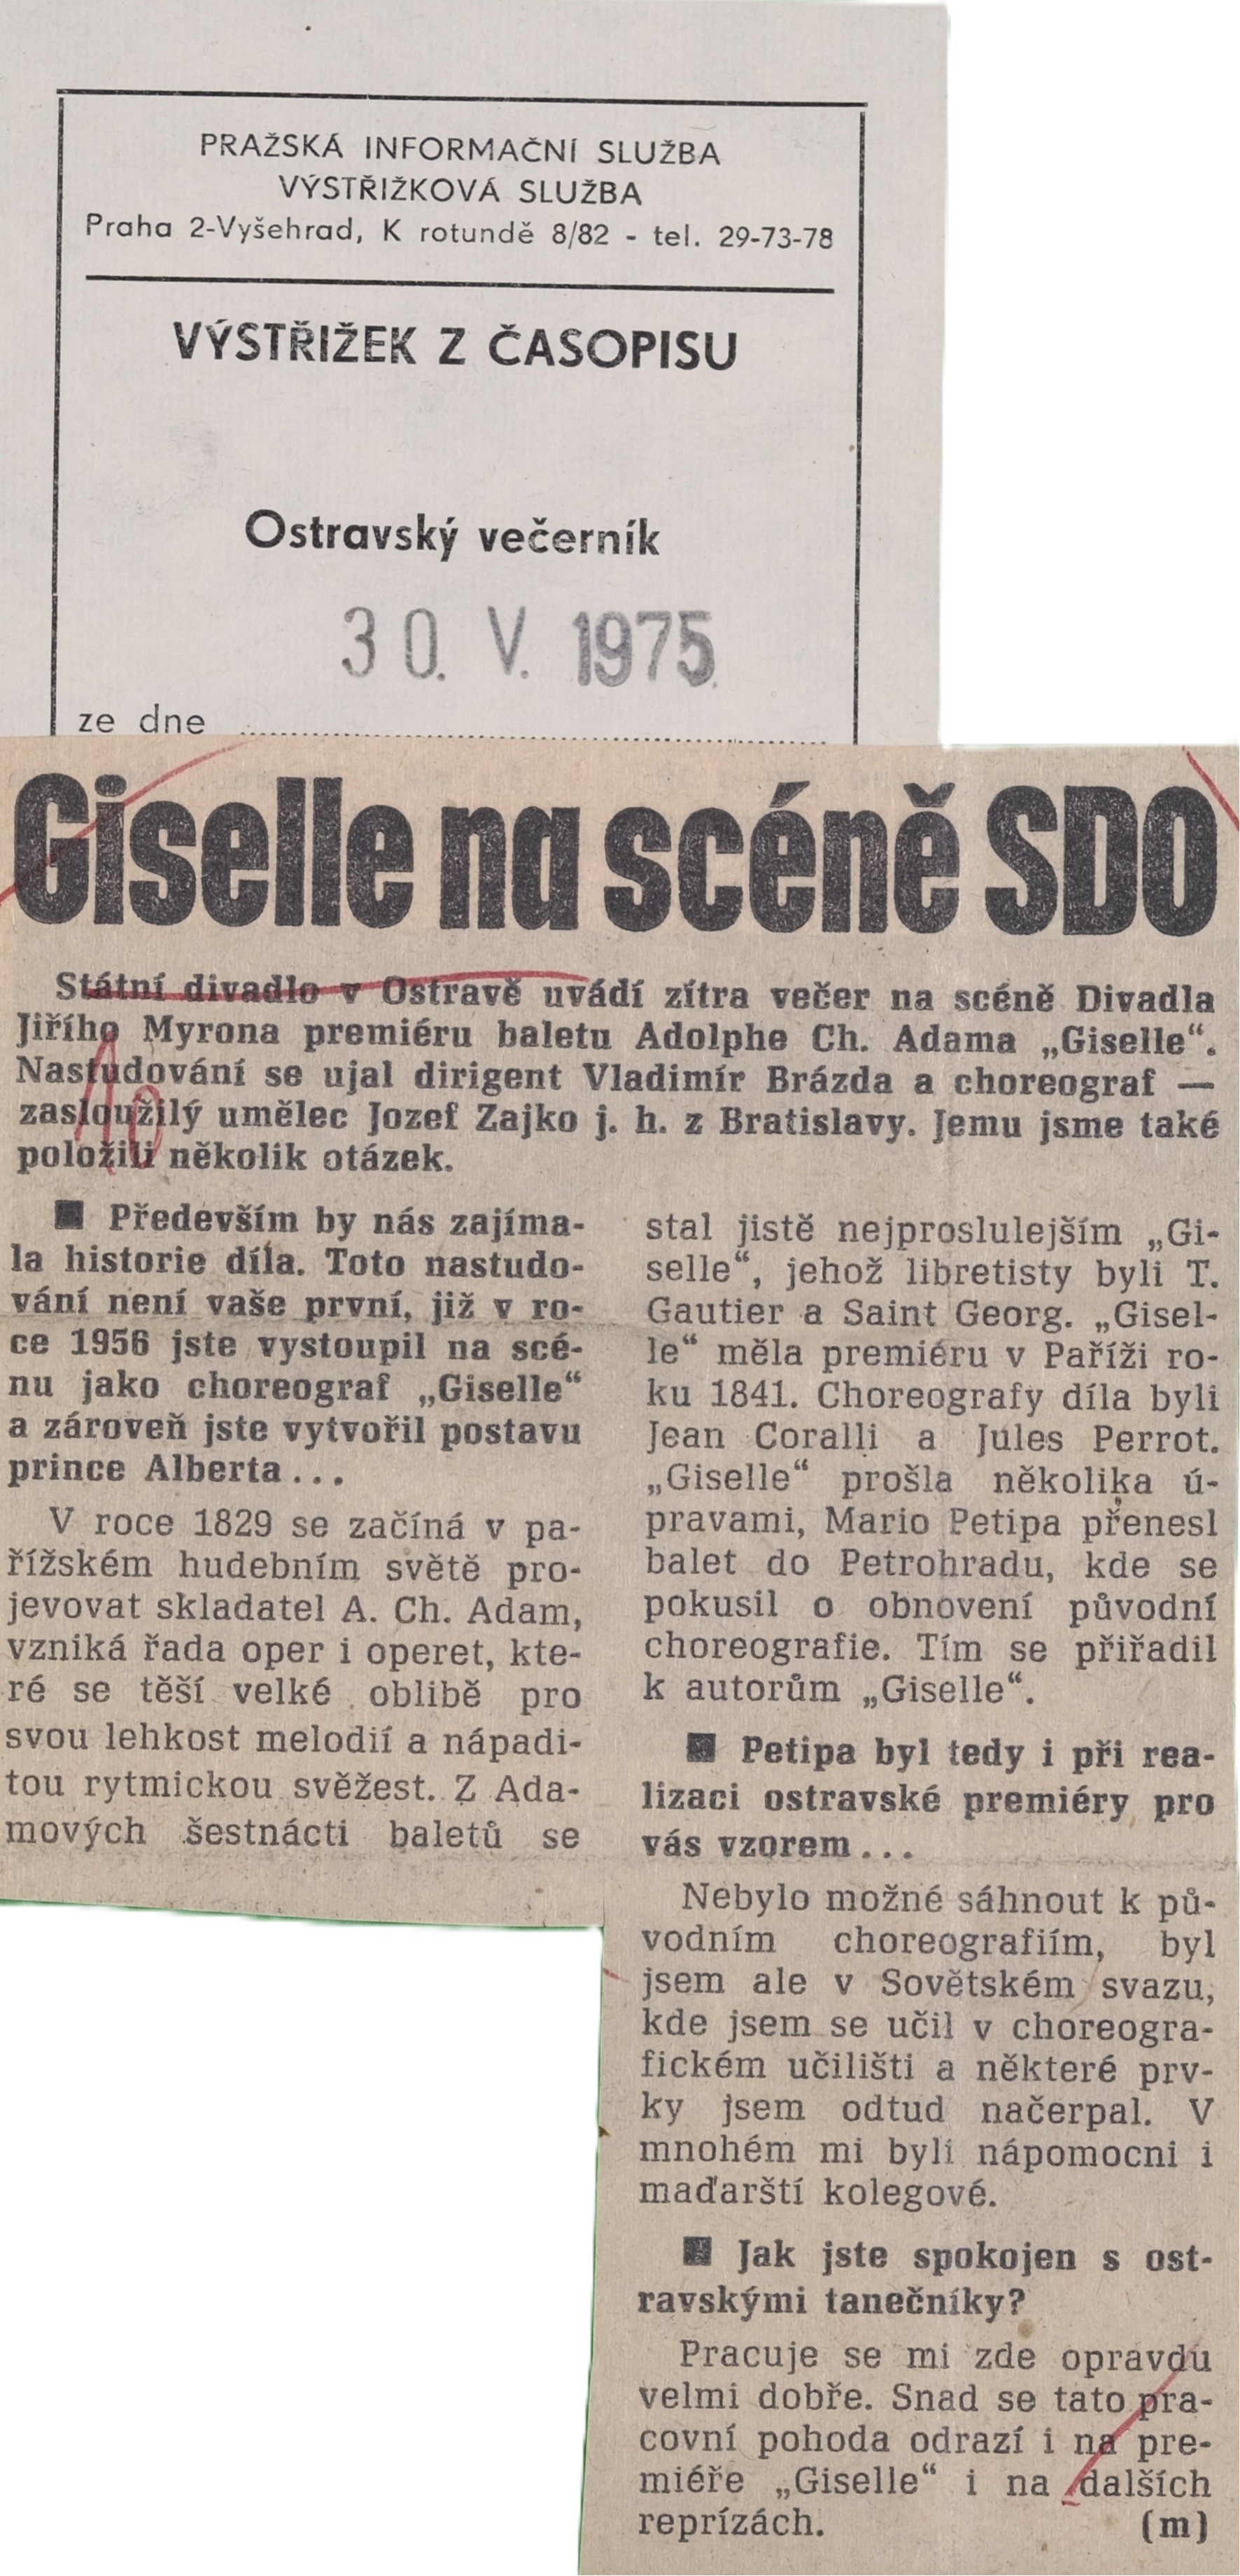 PRAŽSKÁ INFORMAČNÍ SLUŽBA
VÝSTŘIŽKOVÁ SLUŽBA
Praha 2-Vyšehrad, K rotundě 8/82 - tel. 29-73-78
VÝSTŘIŽEK Z ČASOPISU
Ostravský večerník
30. V. 1975
ze dne
Giselle na scéně SDO
Státní divadlo v Ostravě uvádí zítra večer na scéně Divadla
Jiřího Myrona premiéru baletu Adolphe Ch. Adama „Giselle“.
Nastudování se ujal dirigent Vladimír Brázda a choreograf —
zasloužilý umělec Jozef Zajko j. h. z Bratislavy. Jemu jsme také
položili několik otázek.
■ Především by nás zajíma-
la historie díla. Toto nastudo-
vání není vaše první, již v ro-
ce 1956 jste vystoupil na scé-
nu jako choreograf „Giselle“
a zároveň jste vytvořil postavu
prince Alberta...
V roce 1829 se začíná v pa-
řížském hudebním světě pro-
jevovat skladatel A. Ch. Adam,
vzniká řada oper i operet, kte-
ré se těší velké oblibě pro
svou lehkost melodií a nápadi-
tou rytmickou svěžest. Z Ada-
mových šestnácti baletů se
stal jistě nejproslulejším „Gi-
selle“, jehož libretisty byli T.
Gautier a Saint Georg. „Gisel-
le“ měla premiéru v Paříži ro-
ku 1841. Choreografy díla byli
Jean Coralli a Jules Perrot.
„Giselle“ prošla několika ú-
pravami, Mario Petipa přenesl
balet do Petrohradu, kde se
pokusil o obnovení původní
choreografie. Tím se přiřadil
k autorům „Giselle“.
■ Petipa byl tedy i při rea-
lizaci ostravské premiéry pro
vás vzorem...
Nebylo možné sáhnout k pů-
vodním choreografiím, byl
jsem ale v Sovětském svazu,
kde jsem se učil v choreogra-
fickém učilišti a některé prv-
ky jsem odtud načerpal. V
mnohém mi byli nápomocni i
maďarští kolegové.
■ Jak jste spokojen s ost-
ravskými tanečníky?
Pracuje se mi zde opravdu
velmi dobře. Snad se tato pra-
covní pohoda odrazí i na pre-
miéře „Giselle“ i na dalších
reprízách. (m)